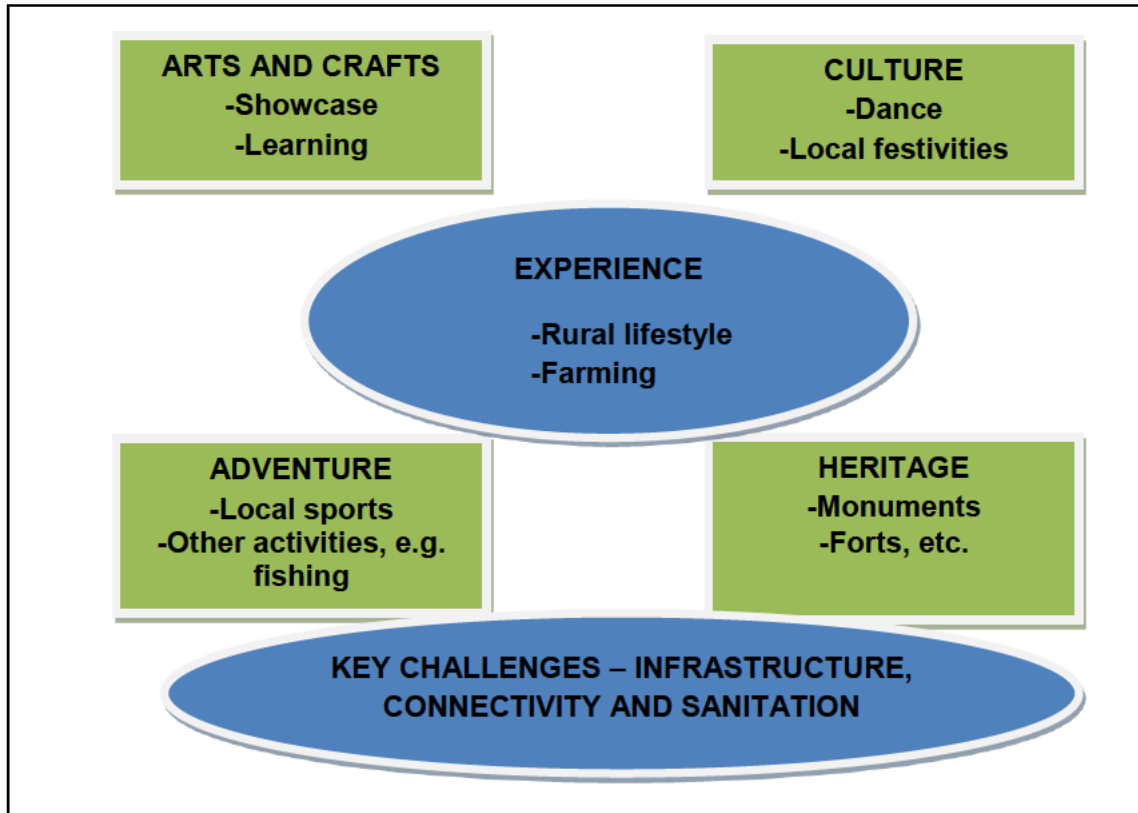 ARTS AND CRAFTS
-Showcase
-Learning
CULTURE
-Dance
-Local festivities
EXPERIENCE
-Rural lifestyle
-Farming
ADVENTURE
-Local sports
-Other activities, e.g.
fishing
HERITAGE
-Monuments
-Forts, etc.
KEY CHALLENGES – INFRASTRUCTURE,
CONNECTIVITY AND SANITATION